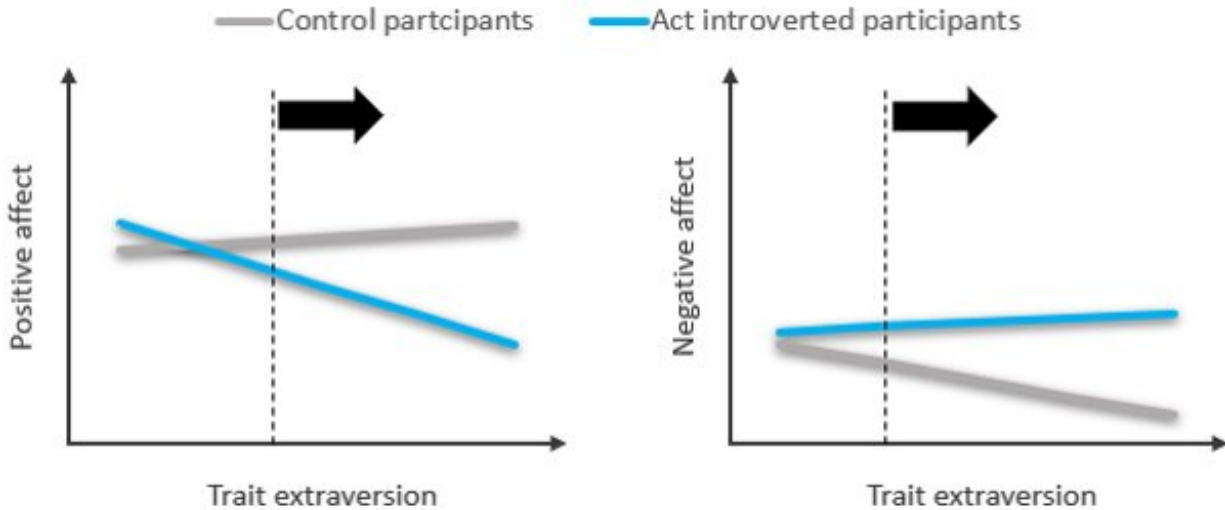 Control partcipants
Act introverted participants
Positive affect
Trait extraversion
Negative affect
Trait extraversion